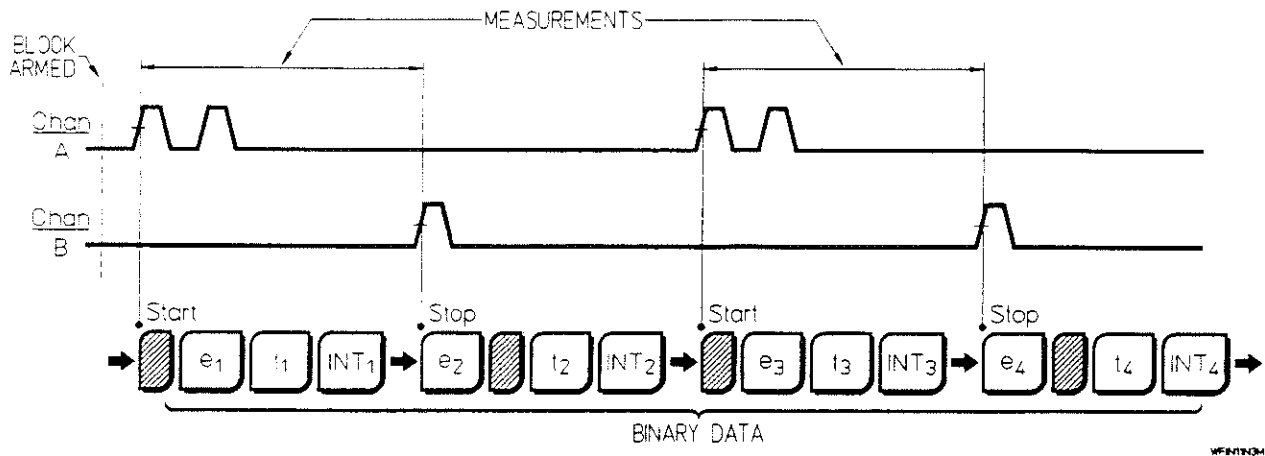 MEASUREMENTS
BLOCK
ARMED
Chan
A
Chan
B
Start
Stop
Start
Stop
e1 t1 INT1 e2 t2 INT2 e3 t3 INT3 e4 t4 INT4
BINARY DATA